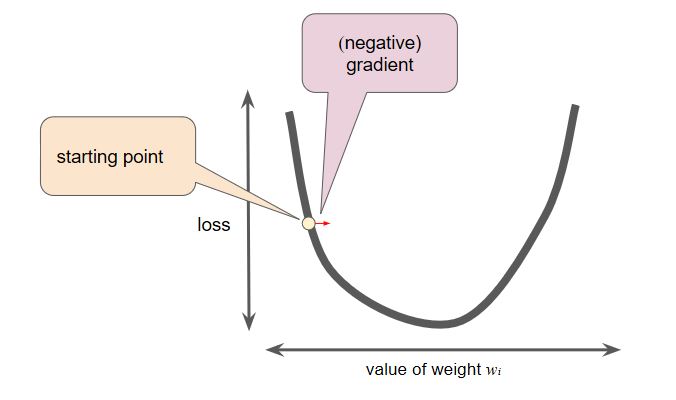 (negative)
gradient
starting point
loss
value of weight wᵢ